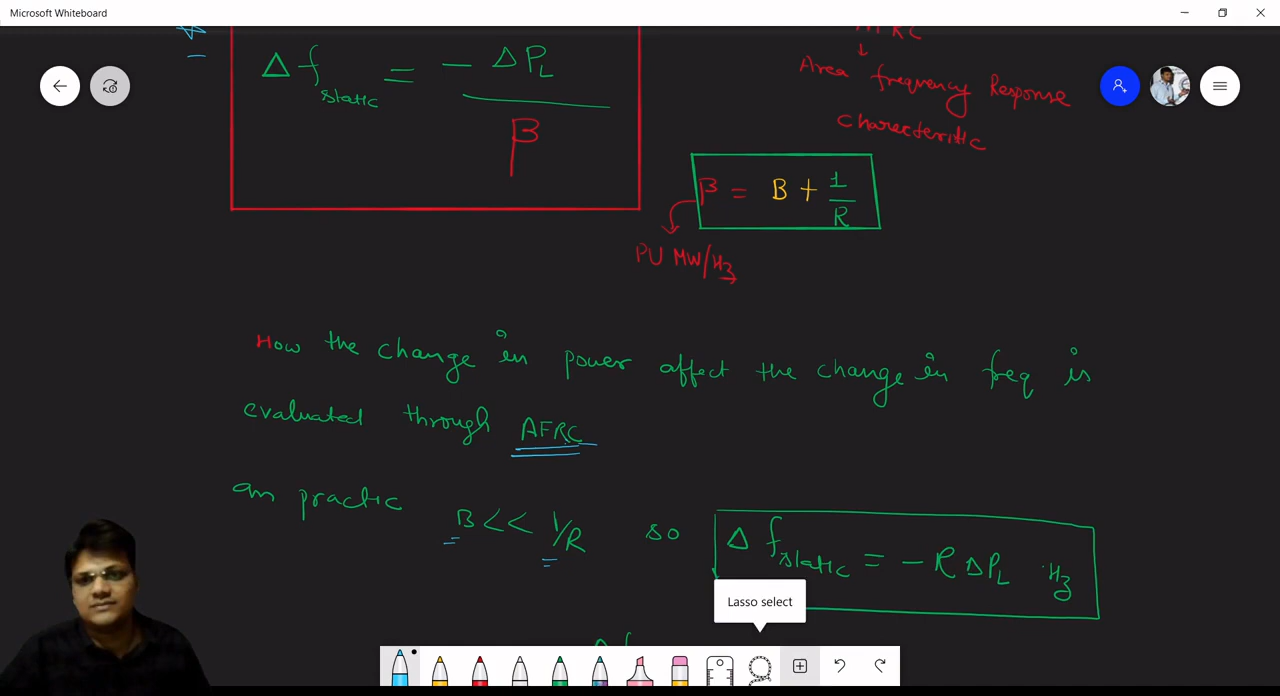 Microsoft Whiteboard
Δf static = - ΔPL / β
Area frequency Response
Characteristic
β = B + 1/R
PU MW/Hz
How the change in power affect the change in freq is
evaluated through AFRC
In practic B << 1/R so Δf static = - R ΔPL Hz
Lasso select